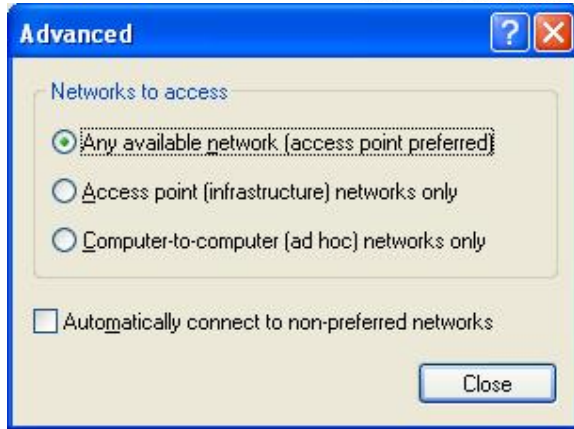 Advanced
Networks to access
Any available network (access point preferred)
Access point (infrastructure) networks only
Computer-to-computer (ad hoc) networks only
Automatically connect to non-preferred networks
Close